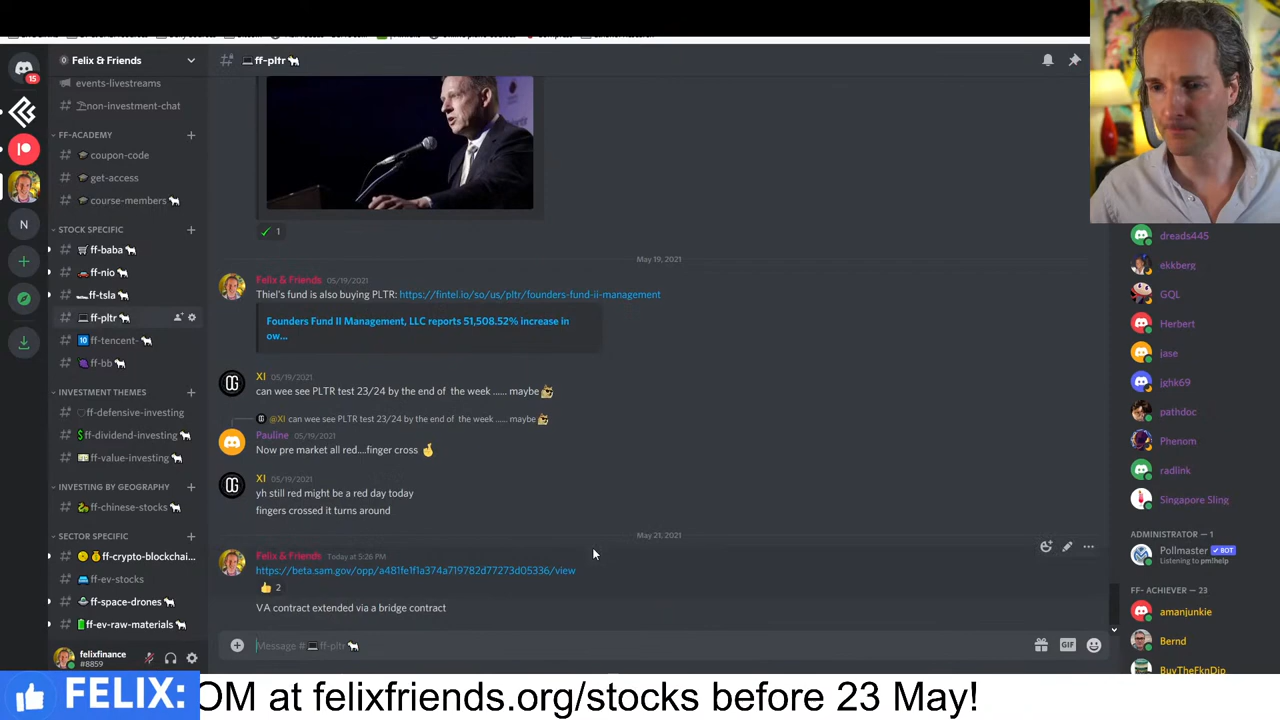 Felix & Friends
ff-pltr
15
events-livestreams
non-investment-chat
FF-ACADEMY
coupon-code
get-access
course-members
STOCK SPECIFIC
ff-baba
ff-nio
ff-tsla
ff-pltr
ff-tencent-
ff-bb
INVESTMENT THEMES
ff-defensive-investing
ff-dividend-investing
ff-value-investing
INVESTING BY GEOGRAPHY
ff-chinese-stocks
SECTOR SPECIFIC
ff-crypto-blockchai...
ff-ev-stocks
ff-space-drones
ff-ev-raw-materials
felixfinance
#8859
N
1
May 19, 2021
Felix & Friends 05/19/2021
Thiel's fund is also buying PLTR: https://fintel.io/so/us/pltr/founders-fund-ii-management
Founders Fund II Management, LLC reports 51,508.52% increase in
ow...
XI 05/19/2021
can wee see PLTR test 23/24 by the end of the week ...... maybe
@XI can wee see PLTR test 23/24 by the end of the week ...... maybe
Pauline 05/19/2021
Now pre market all red....finger cross
XI 05/19/2021
yh still red might be a red day today
fingers crossed it turns around
May 21, 2021
Felix & Friends Today at 5:26 PM
https://beta.sam.gov/opp/a481fe1f1a374a719782d77273d05336/view
2
VA contract extended via a bridge contract
Message # ff-pltr
GIF
dreads445
ekkberg
GQL
Herbert
jase
jghk69
pathdoc
Phenom
radlink
Singapore Sling
ADMINISTRATOR — 1
Pollmaster BOT
Listening to pm!help
FF- ACHIEVER — 23
amanjunkie
Bernd
BuyTheFknDip
FELIX:
OM at felixfriends.org/stocks before 23 May!